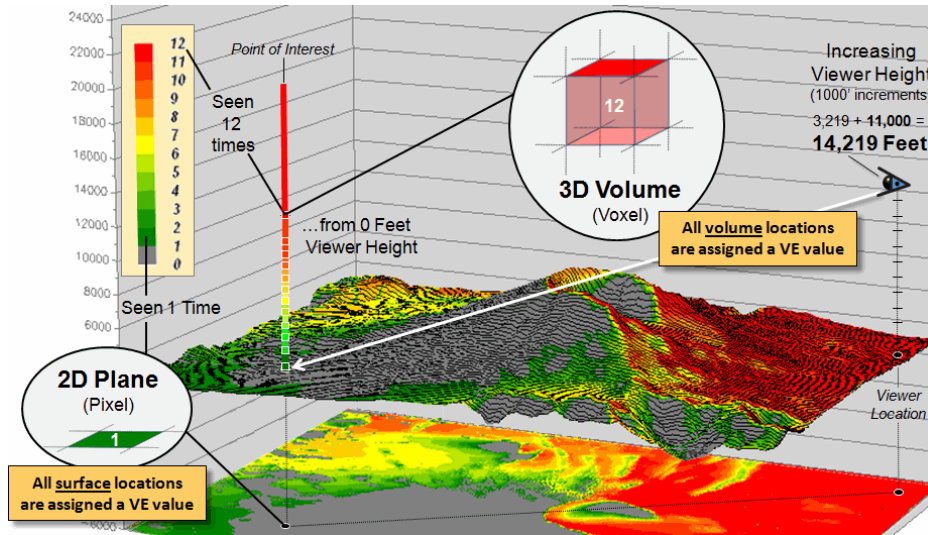 24000
22000
20000
18000
16000
14000
12000
10000
8000
6000
12
11
10
9
8
7
6
5
4
3
2
1
0
Point of Interest
Seen
12
times
12
3D Volume
(Voxel)
Increasing
Viewer Height
(1000' increments)
3,219 + 11,000 =
14,219 Feet
…from 0 Feet
Viewer Height
All volume locations
are assigned a VE value
Seen 1 Time
2D Plane
(Pixel)
1
All surface locations
are assigned a VE value
Viewer
Location